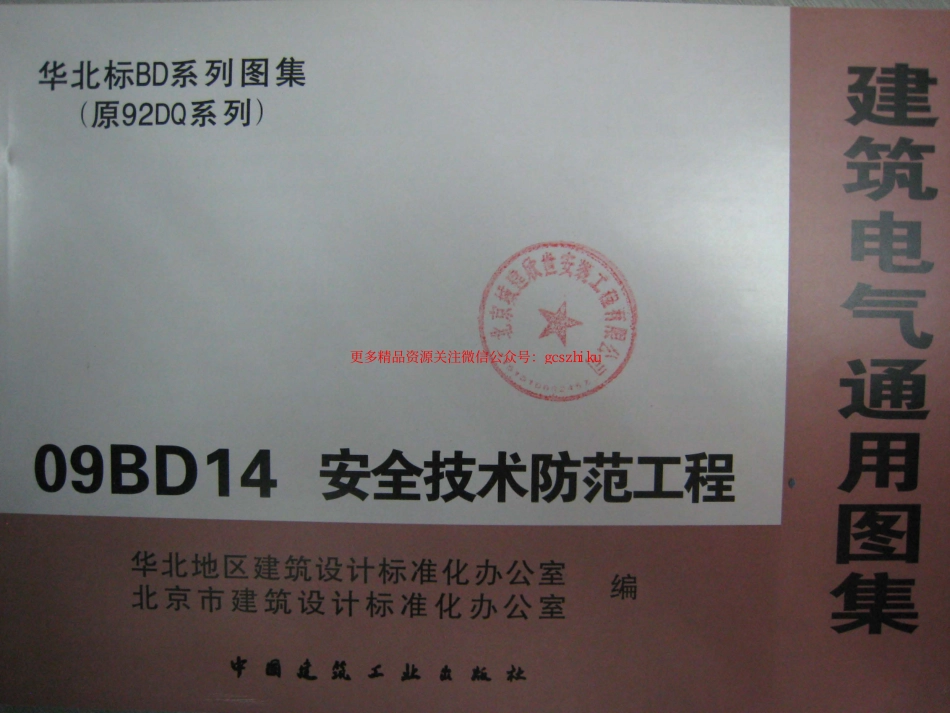 华北标BD系列图集
(原92DQ系列)
建筑电气通用图集
更多精品资源关注微信公众号: gcszhiku
09BD14 安全技术防范工程
华北地区建筑设计标准化办公室
北京市建筑设计标准化办公室
编
中国建筑工业出版社